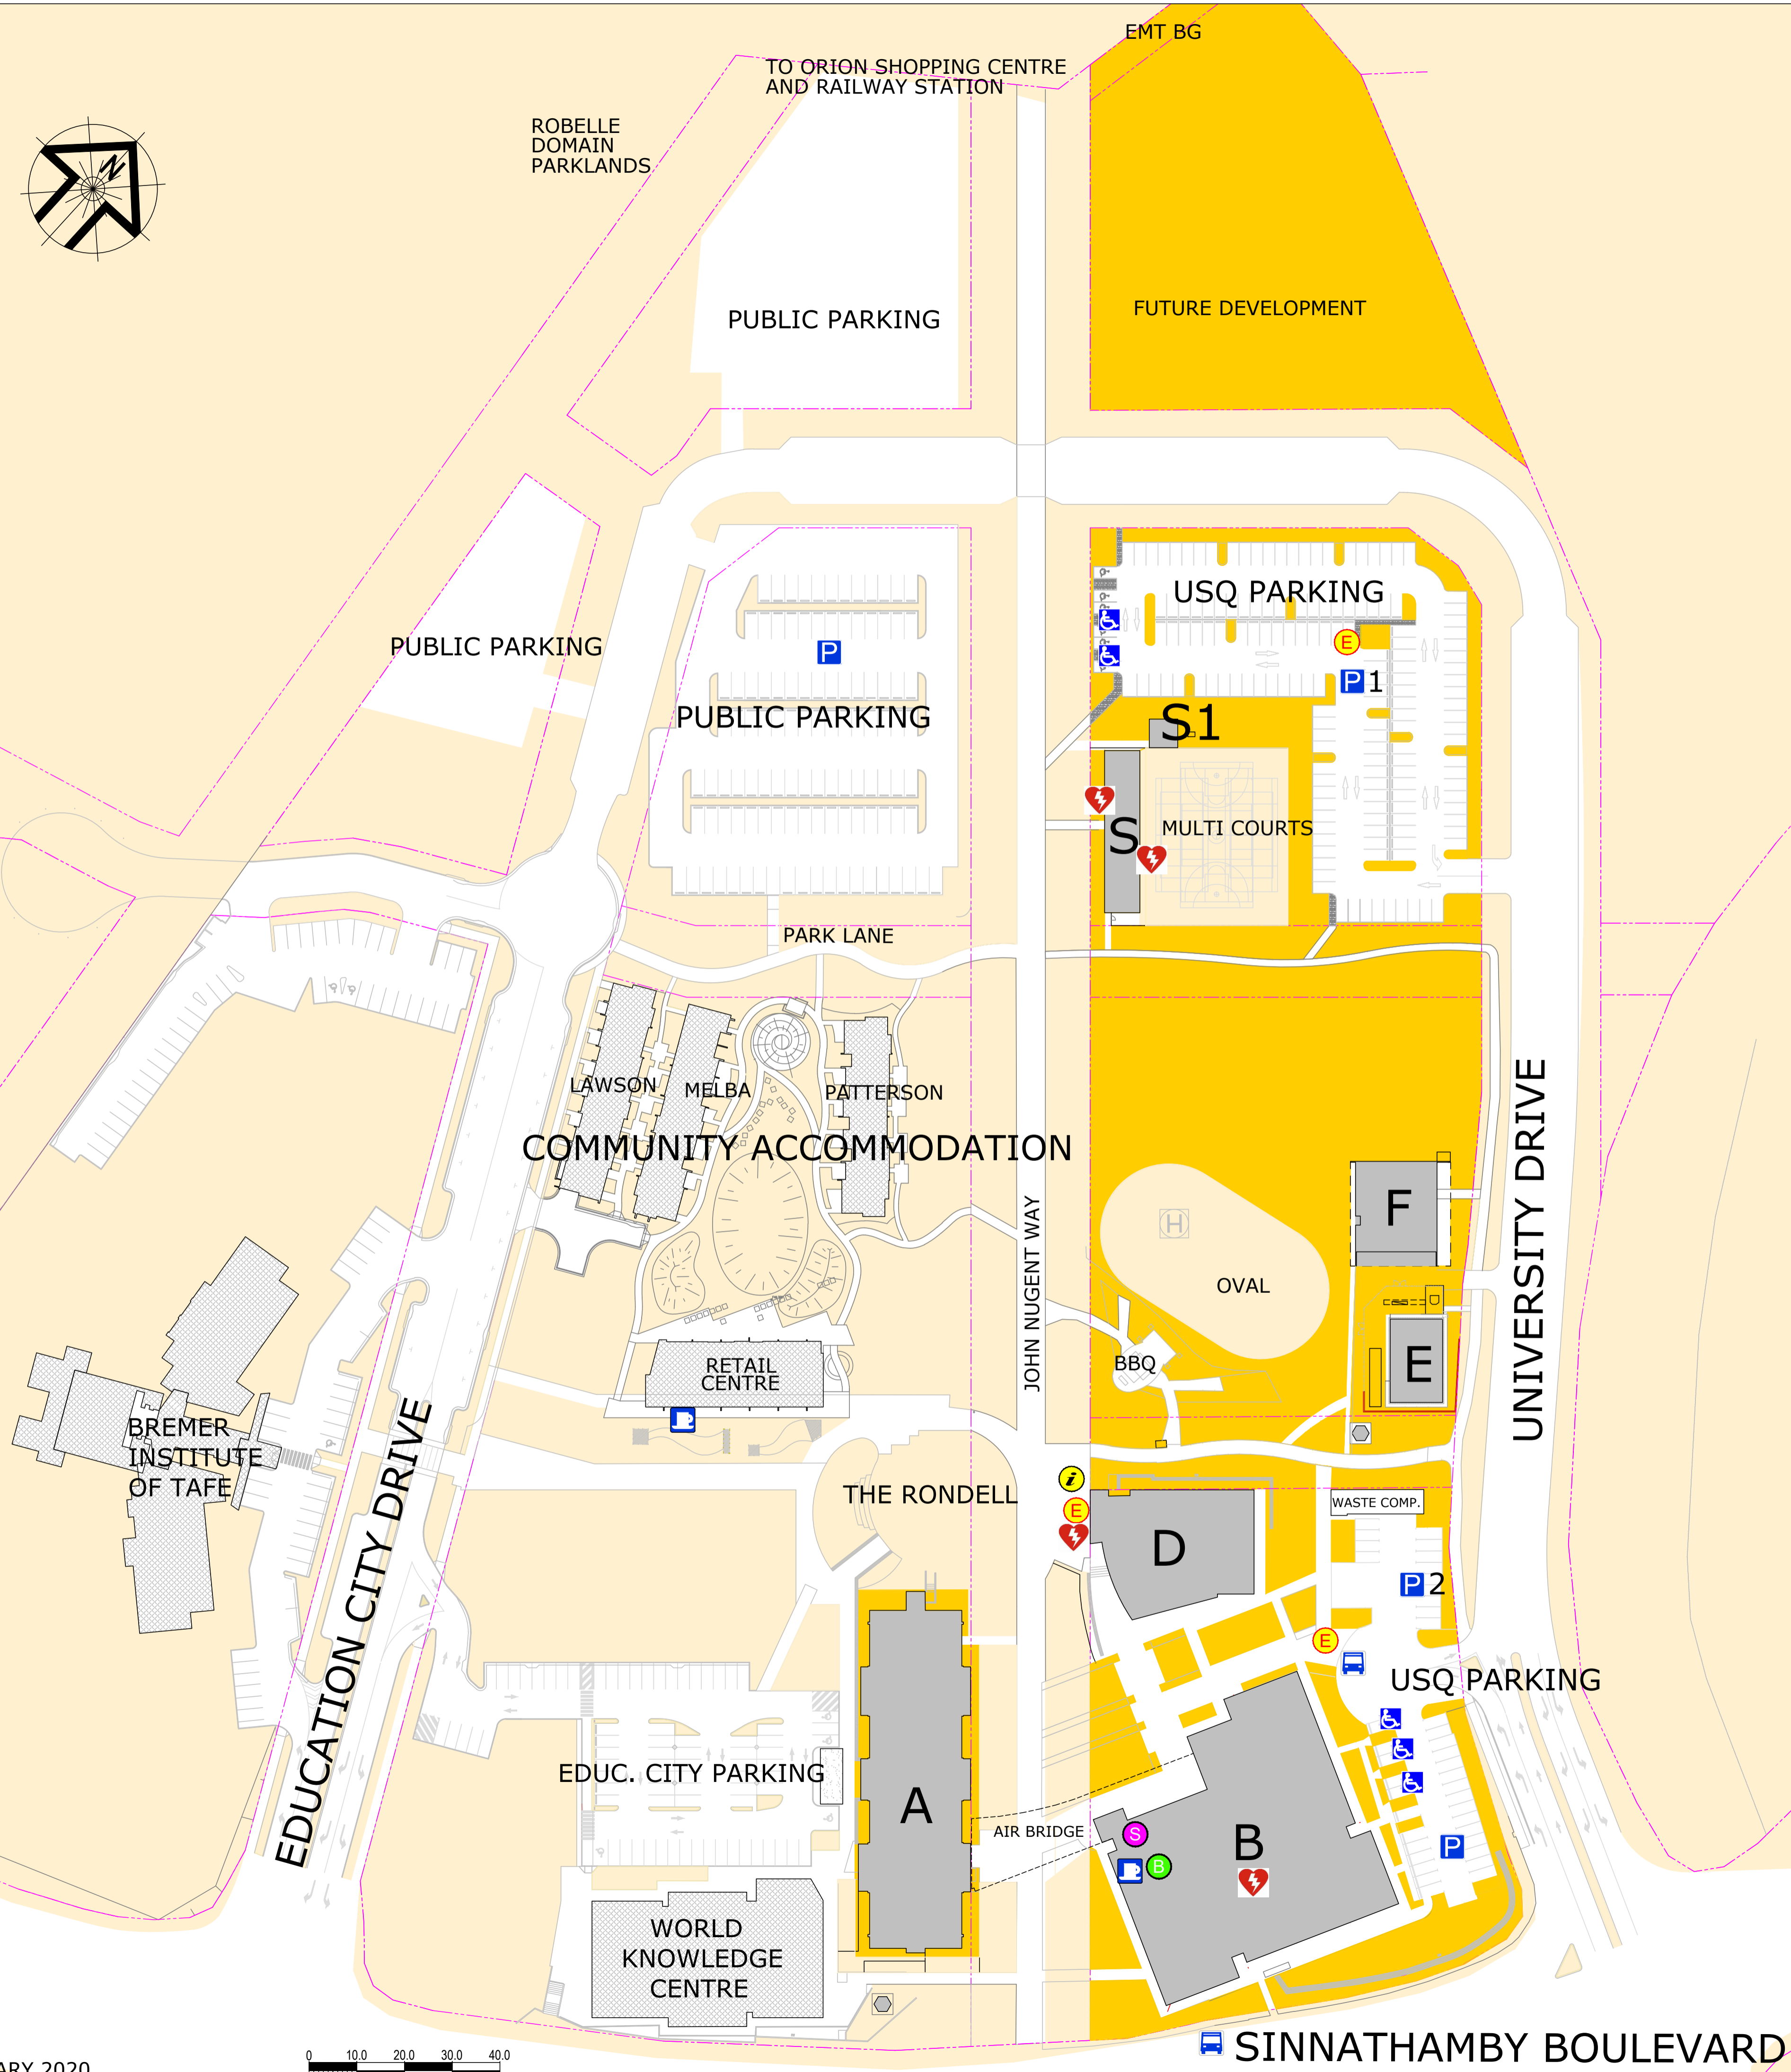 EMT BG
TO ORION SHOPPING CENTRE
AND RAILWAY STATION
ROBELLE
DOMAIN
PARKLANDS
N
PUBLIC PARKING
FUTURE DEVELOPMENT
USQ PARKING
E
PUBLIC PARKING
P
P 1
PUBLIC PARKING
S1
S
MULTI COURTS
PARK LANE
LAWSON
MELBA
PATTERSON
COMMUNITY ACCOMMODATION
JOHN NUGENT WAY
UNIVERSITY DRIVE
F
H
OVAL
D
E
BBQ
RETAIL
CENTRE
BREMER
INSTITUTE
OF TAFE
EDUCATION CITY DRIVE
THE RONDELL
i
E
WASTE COMP.
D
P 2
E
USQ PARKING
EDUC. CITY PARKING
A
AIR BRIDGE
S
B
B
P
WORLD
KNOWLEDGE
CENTRE
SINNATHAMBY BOULEVARD
0 10.0 20.0 30.0 40.0
ARY 2020